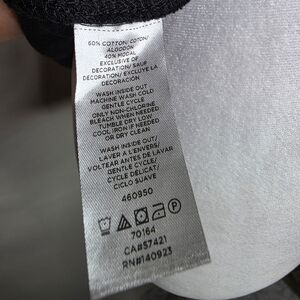 60% COTTON/ COTON/
ALGODÓN
40% MODAL
EXCLUSIVE OF
DECORATION/ SAUF
DÉCORATION/ EXCLUYE LA
DECORACIÓN
WASH INSIDE OUT
MACHINE WASH COLD
GENTLE CYCLE
ONLY NON-CHLORINE
BLEACH WHEN NEEDED
TUMBLE DRY LOW
COOL IRON IF NEEDED
OR DRY CLEAN
WASH INSIDE OUT/
LAVER À L'ENVERS/
VOLTEAR ANTES DE LAVAR
GENTLE CYCLE/
CYCLE DÉLICAT/
CICLO SUAVE
460950
P
70164
CA#57421
RN#140923